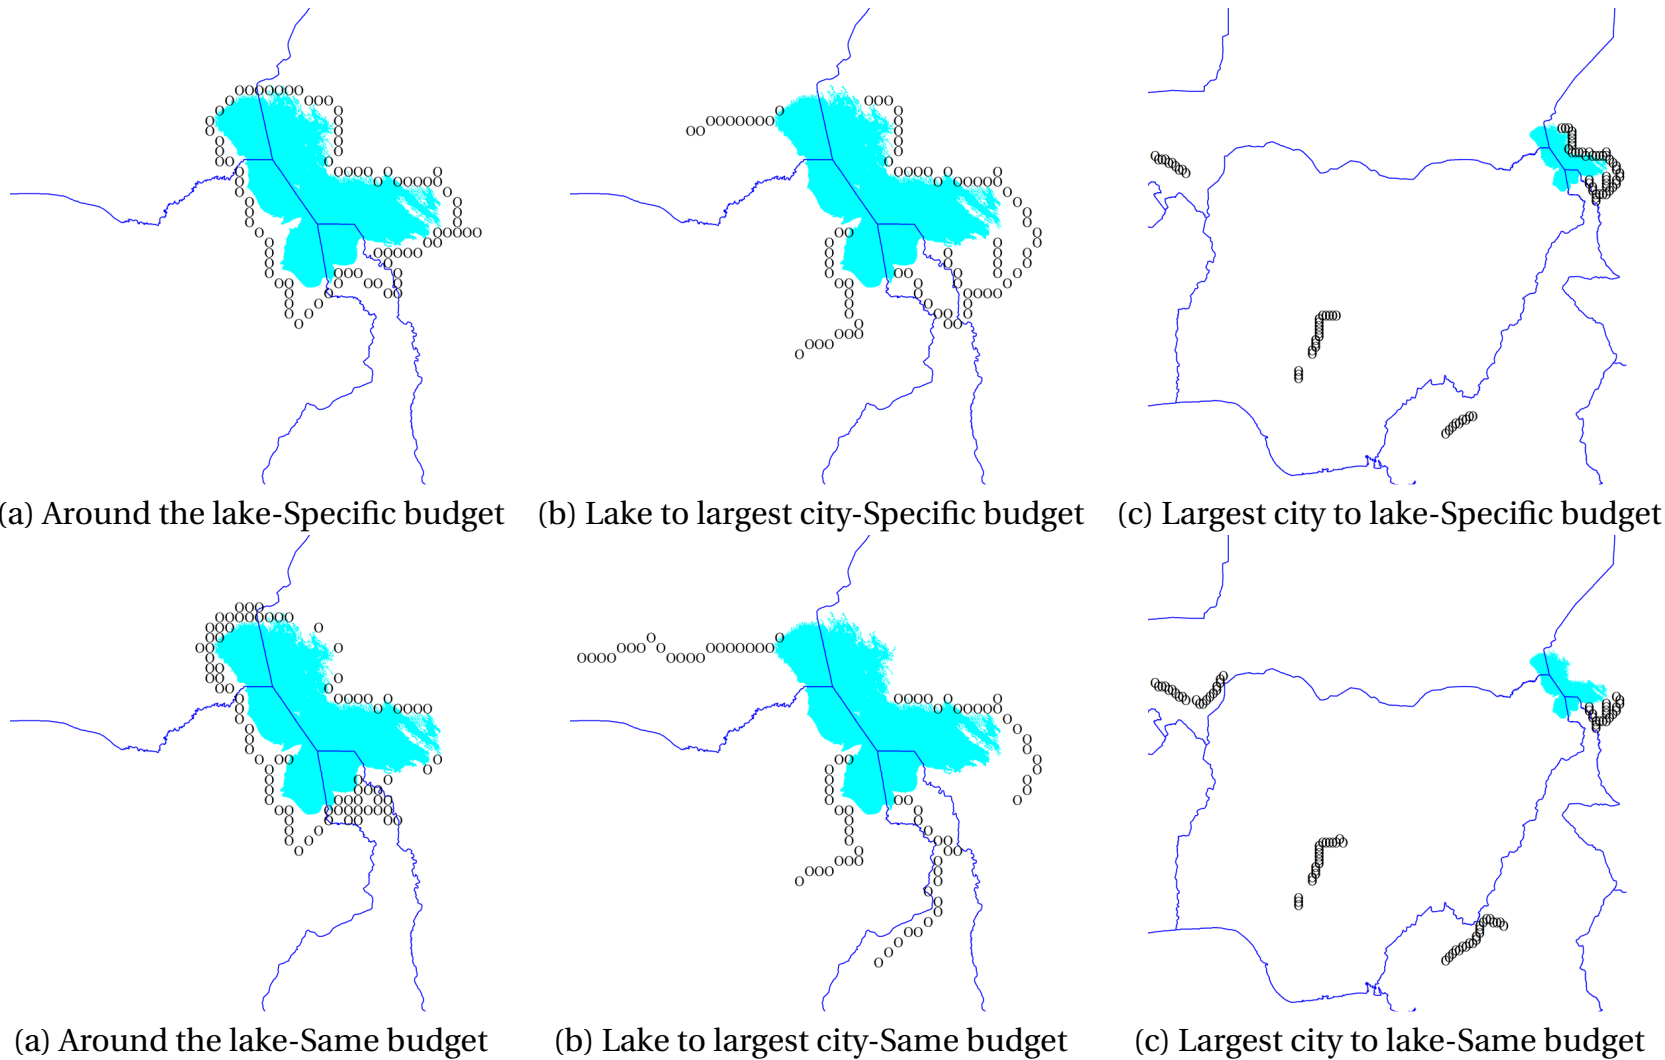 (a) Around the lake-Specific budget
(b) Lake to largest city-Specific budget
(c) Largest city to lake-Specific budget
(a) Around the lake-Same budget
(b) Lake to largest city-Same budget
(c) Largest city to lake-Same budget